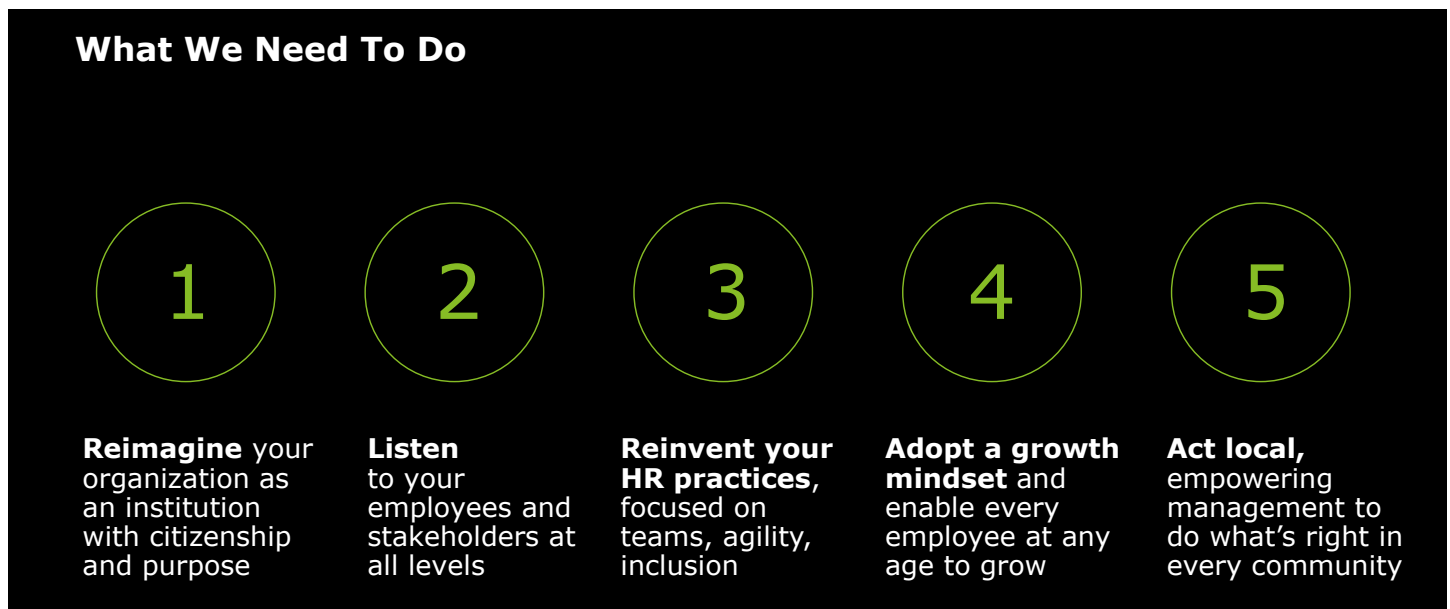 What We Need To Do
1
2
3
4
5
Reimagine your
organization as
an institution
with citizenship
and purpose
Listen
to your
employees and
stakeholders at
all levels
Reinvent your
HR practices,
focused on
teams, agility,
inclusion
Adopt a growth
mindset and
enable every
employee at any
age to grow
Act local,
empowering
management to
do what’s right in
every community